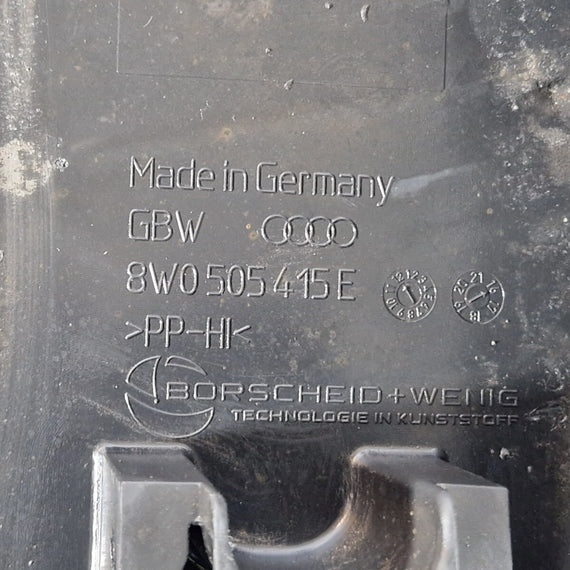 Made in Germany
GBW
8W0 505 415 E
>PP-HI<
BORSCHEID+WENIG
TECHNOLOGIE IN KUNSTSTOFF